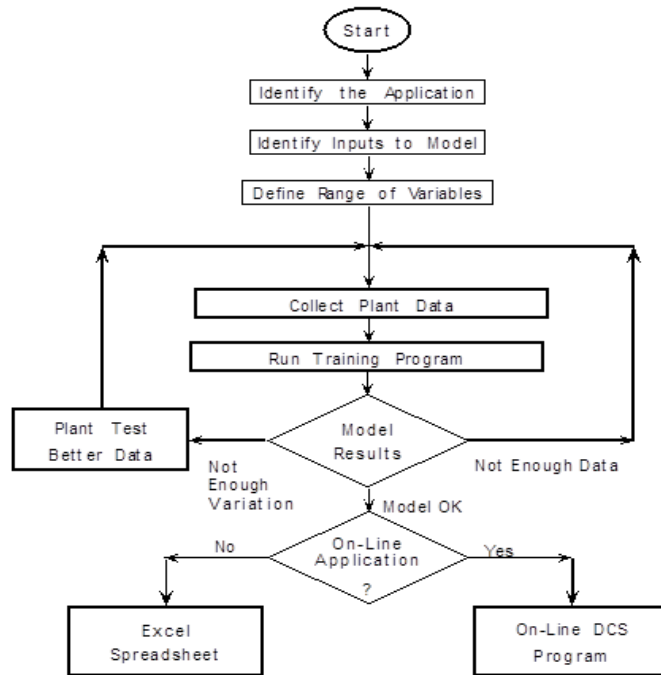 Start
Identify the Application
Identify Inputs to Model
Define Range of Variables
Collect Plant Data
Run Training Program
Plant Test
Better Data
Model
Results
Not
Enough
Variation
Not Enough Data
Model OK
No
On-Line
Application
?
Yes
Excel
Spreadsheet
On-Line DCS
Program